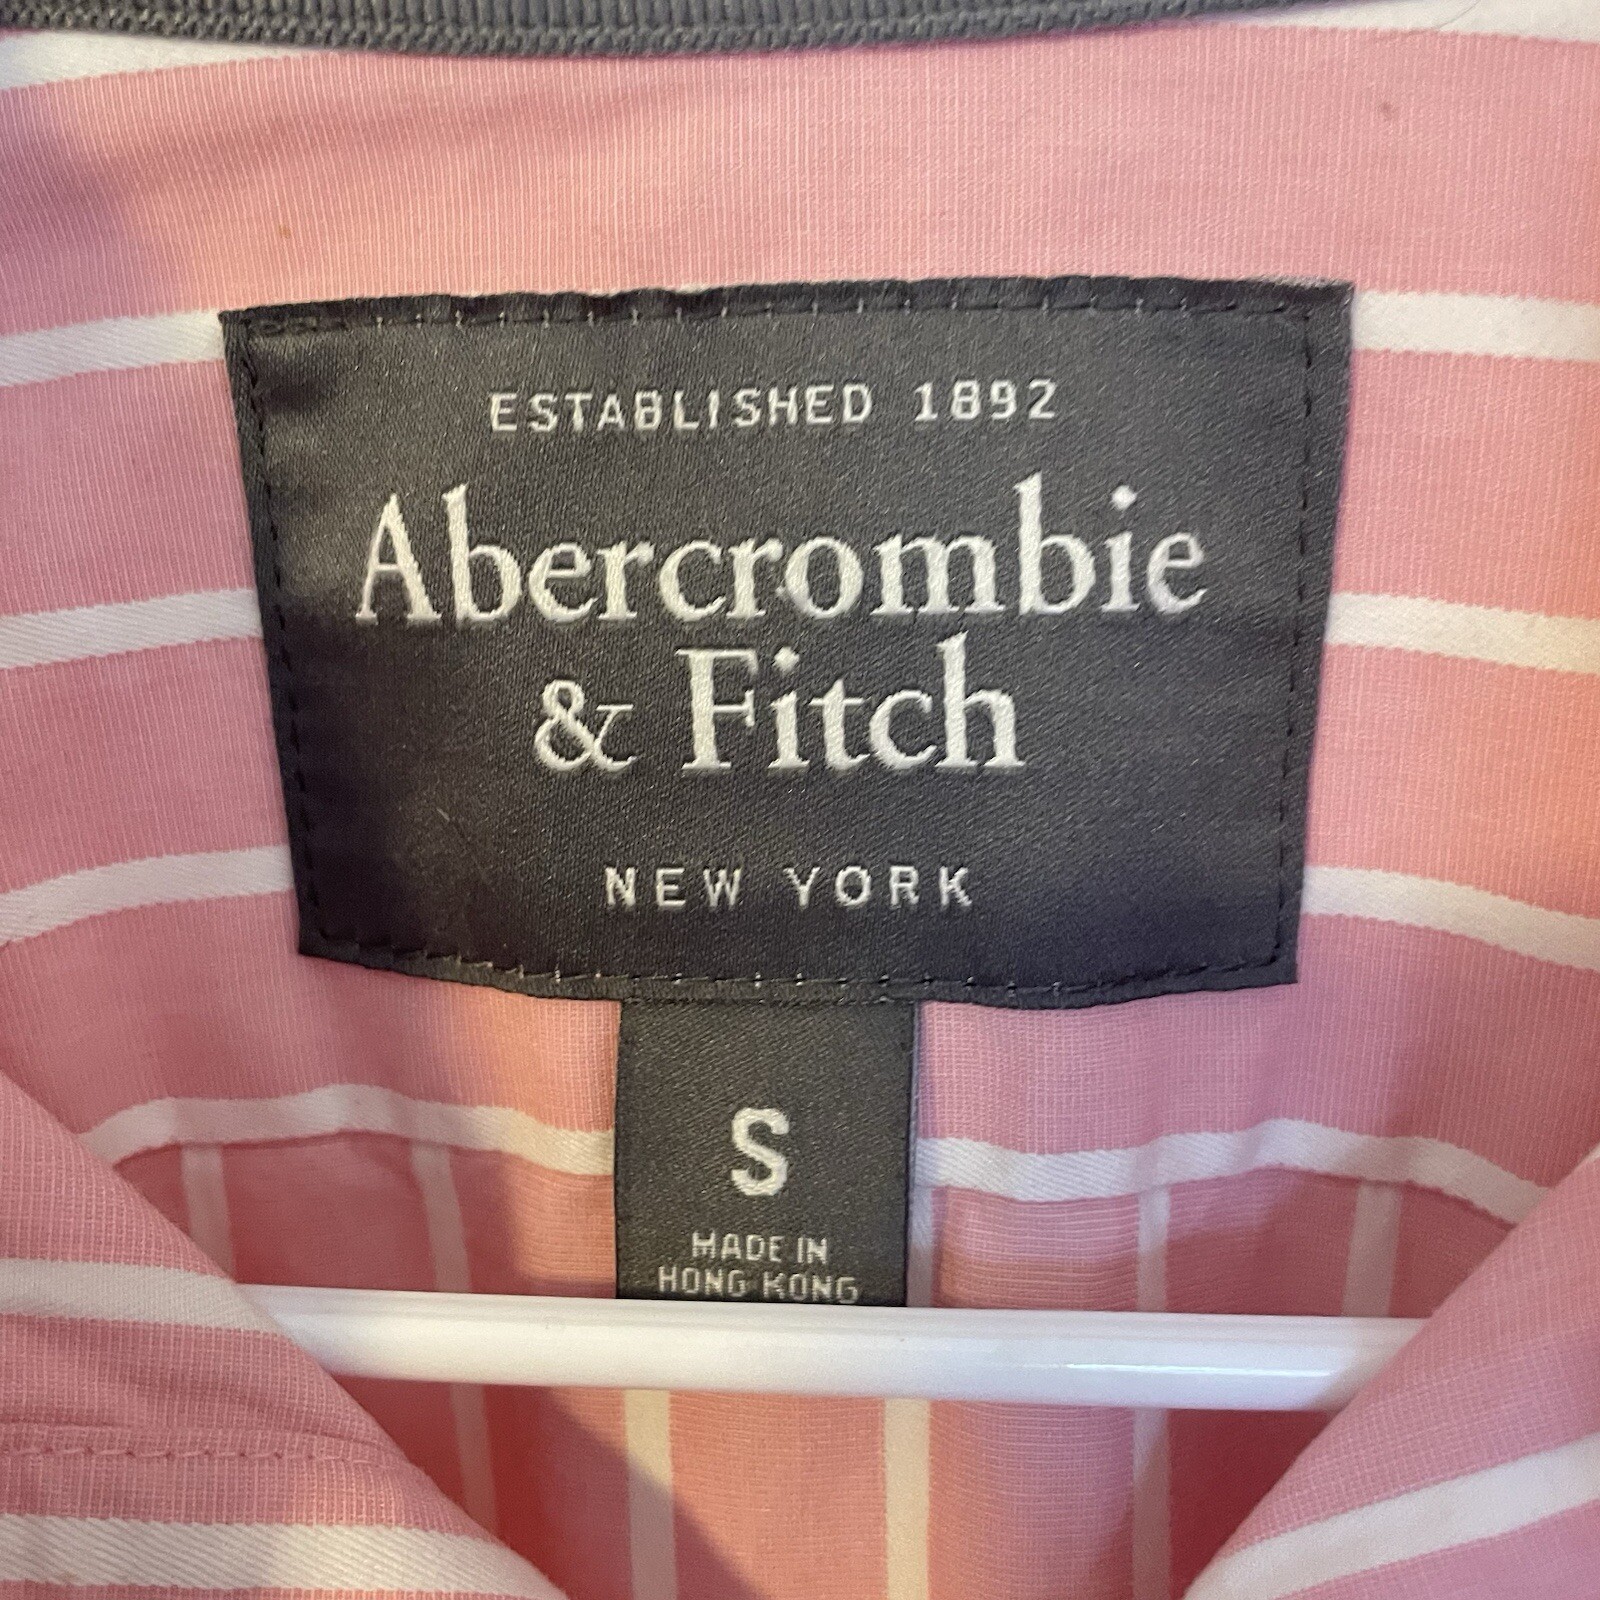 ESTABLISHED 1892
Abercrombie
& Fitch
NEW YORK
S
MADE IN
HONG KONG